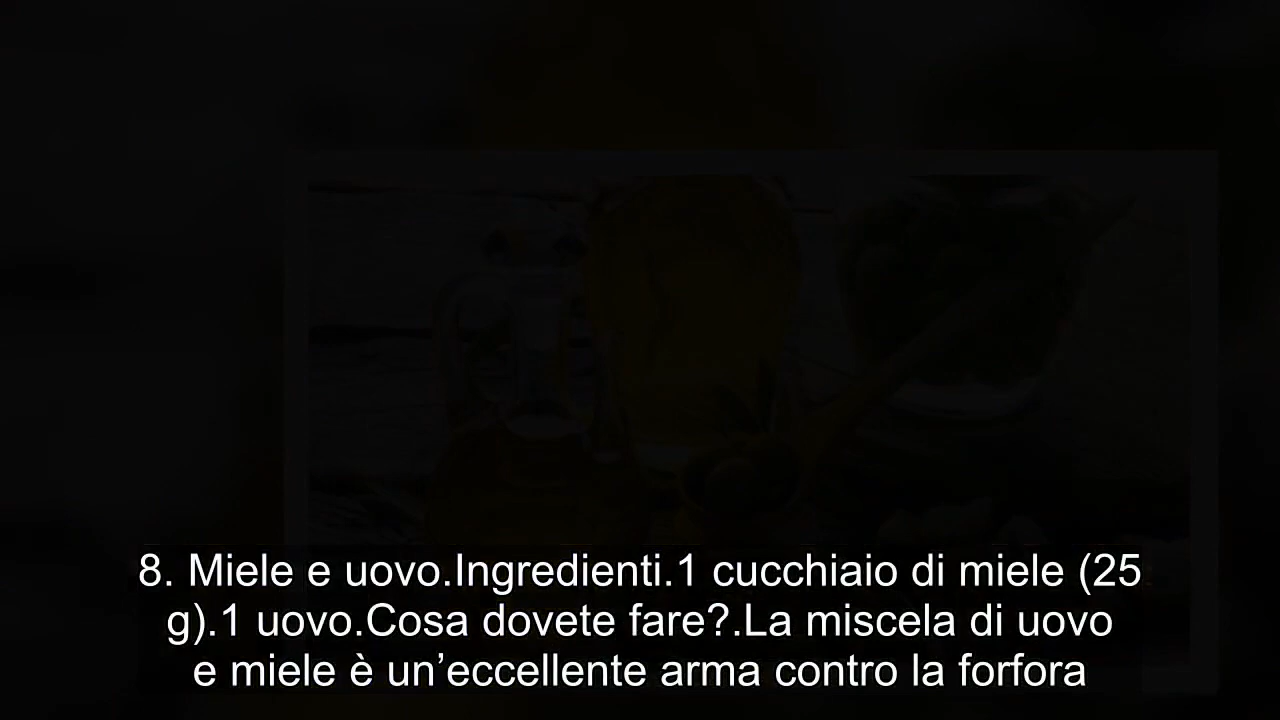 8. Miele e uovo.Ingredienti.1 cucchiaio di miele (25
g).1 uovo.Cosa dovete fare?.La miscela di uovo
e miele è un’eccellente arma contro la forfora